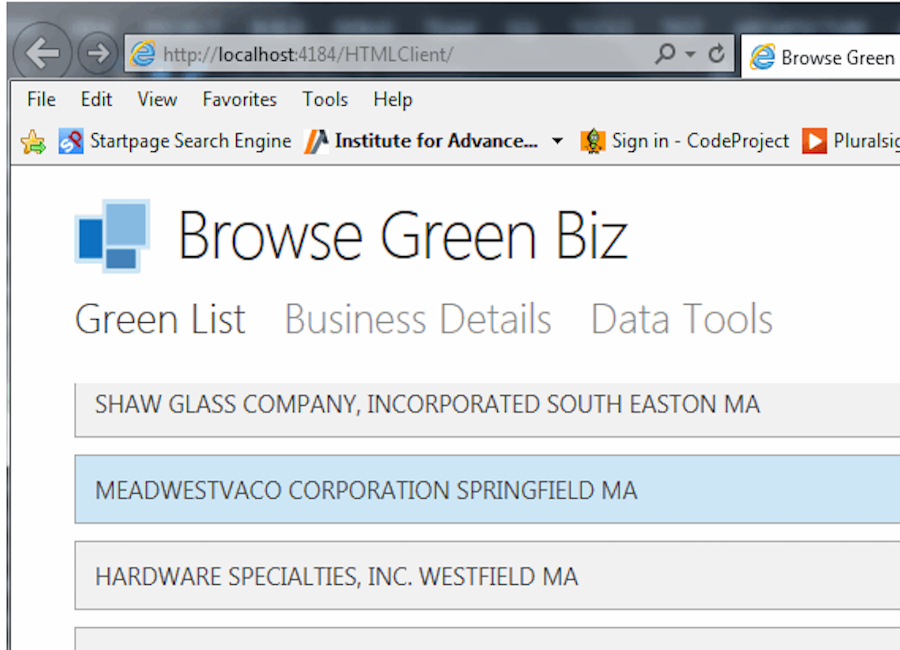 http://localhost:4184/HTMLClient/
Browse Green
File Edit View Favorites Tools Help
Startpage Search Engine Institute for Advance... Sign in - CodeProject Pluralsig
Browse Green Biz
Green List Business Details Data Tools
SHAW GLASS COMPANY, INCORPORATED SOUTH EASTON MA
MEADWESTVACO CORPORATION SPRINGFIELD MA
HARDWARE SPECIALTIES, INC. WESTFIELD MA